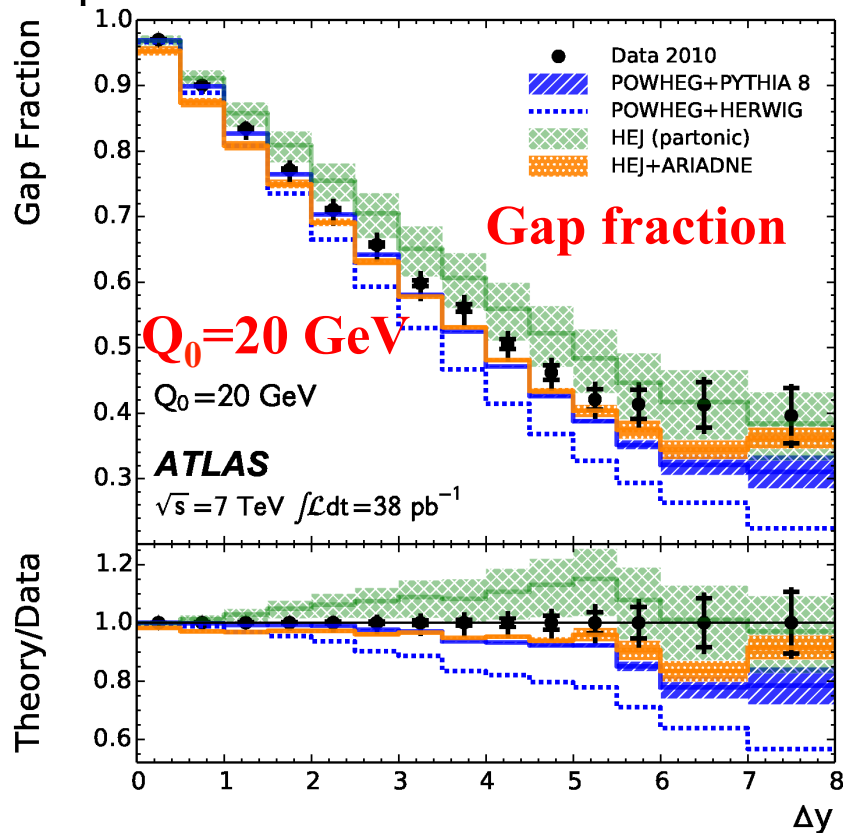 1.0
0.9
0.8
0.7
0.6
0.5
0.4
0.3
Gap Fraction
Data 2010
POWHEG+PYTHIA 8
POWHEG+HERWIG
HEJ (partonic)
HEJ+ARIADNE
Gap fraction
Q₀=20 GeV
Q₀=20 GeV
ATLAS
√s=7 TeV ∫ℒdt=38 pb⁻¹
1.2
1.0
0.8
0.6
Theory/Data
0 1 2 3 4 5 6 7 8
Δy